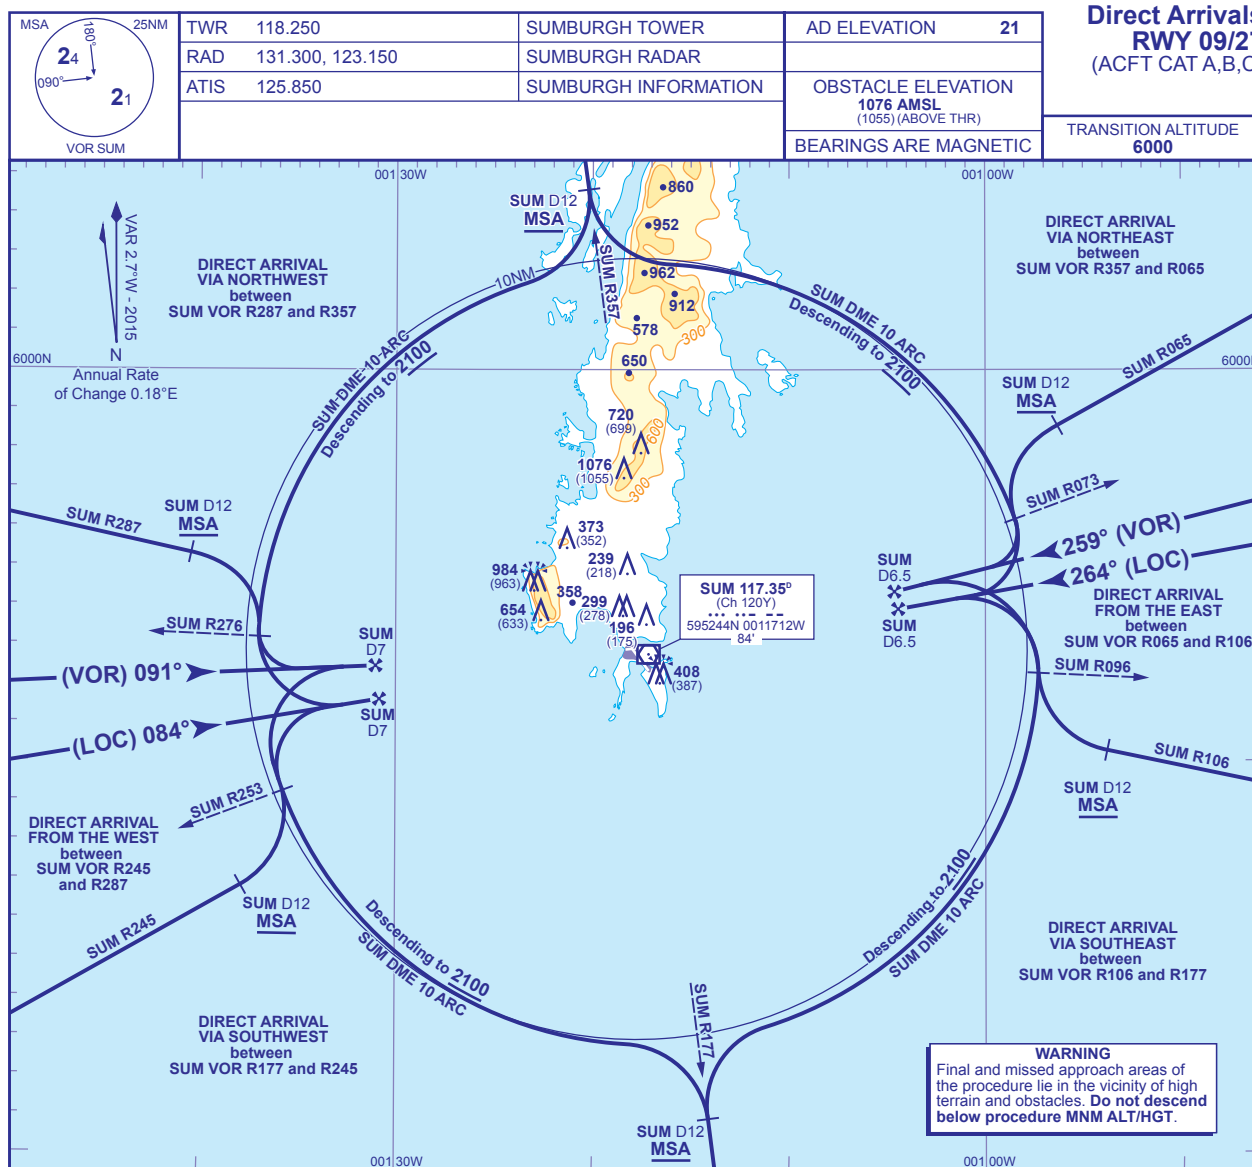 MSA 25NM
180°
24
090°
21
VOR SUM
TWR 118.250 SUMBURGH TOWER
RAD 131.300, 123.150 SUMBURGH RADAR
ATIS 125.850 SUMBURGH INFORMATION
AD ELEVATION 21
OBSTACLE ELEVATION
1076 AMSL
(1055) (ABOVE THR)
BEARINGS ARE MAGNETIC
Direct Arrivals
RWY 09/27
(ACFT CAT A,B,C
TRANSITION ALTITUDE
6000
001:30W
001:00W
VAR 2.7°W - 2015
N
Annual Rate
of Change 0.18°E
6000N
6000N
DIRECT ARRIVAL
VIA NORTHWEST
between
SUM VOR R287 and R357
SUM D12
MSA
SUM R357
10NM
860
952
962
912
578
300
650
720
(699)
600
1076
(1055)
300
373
(352)
239
(218)
984
(963)
358
654
(633)
299
(278)
196
(175)
408
(387)
SUM 117.35D
(Ch 120Y)
595244N 0011712W
84'
DIRECT ARRIVAL
VIA NORTHEAST
between
SUM VOR R357 and R065
SUM DME 10 ARC
Descending to 2100
SUM R065
SUM D12
MSA
SUM R073
259° (VOR)
264° (LOC)
SUM
D6.5
SUM
D6.5
DIRECT ARRIVAL
FROM THE EAST
between
SUM VOR R065 and R106
SUM R096
SUM R106
SUM D12
MSA
SUM DME 10 ARC
Descending to 2100
SUM R287
SUM D12
MSA
SUM R276
SUM
D7
(VOR) 091°
(LOC) 084°
SUM
D7
SUM R253
DIRECT ARRIVAL
FROM THE WEST
between
SUM VOR R245
and R287
SUM D12
MSA
SUM R245
Descending to 2100
SUM DME 10 ARC
Descending to 2100
SUM DME 10 ARC
DIRECT ARRIVAL
VIA SOUTHWEST
between
SUM VOR R177 and R245
SUM R177
SUM D12
MSA
DIRECT ARRIVAL
VIA SOUTHEAST
between
SUM VOR R106 and R177
WARNING
Final and missed approach areas of
the procedure lie in the vicinity of high
terrain and obstacles. Do not descend
below procedure MNM ALT/HGT.
001:30W
001:00W